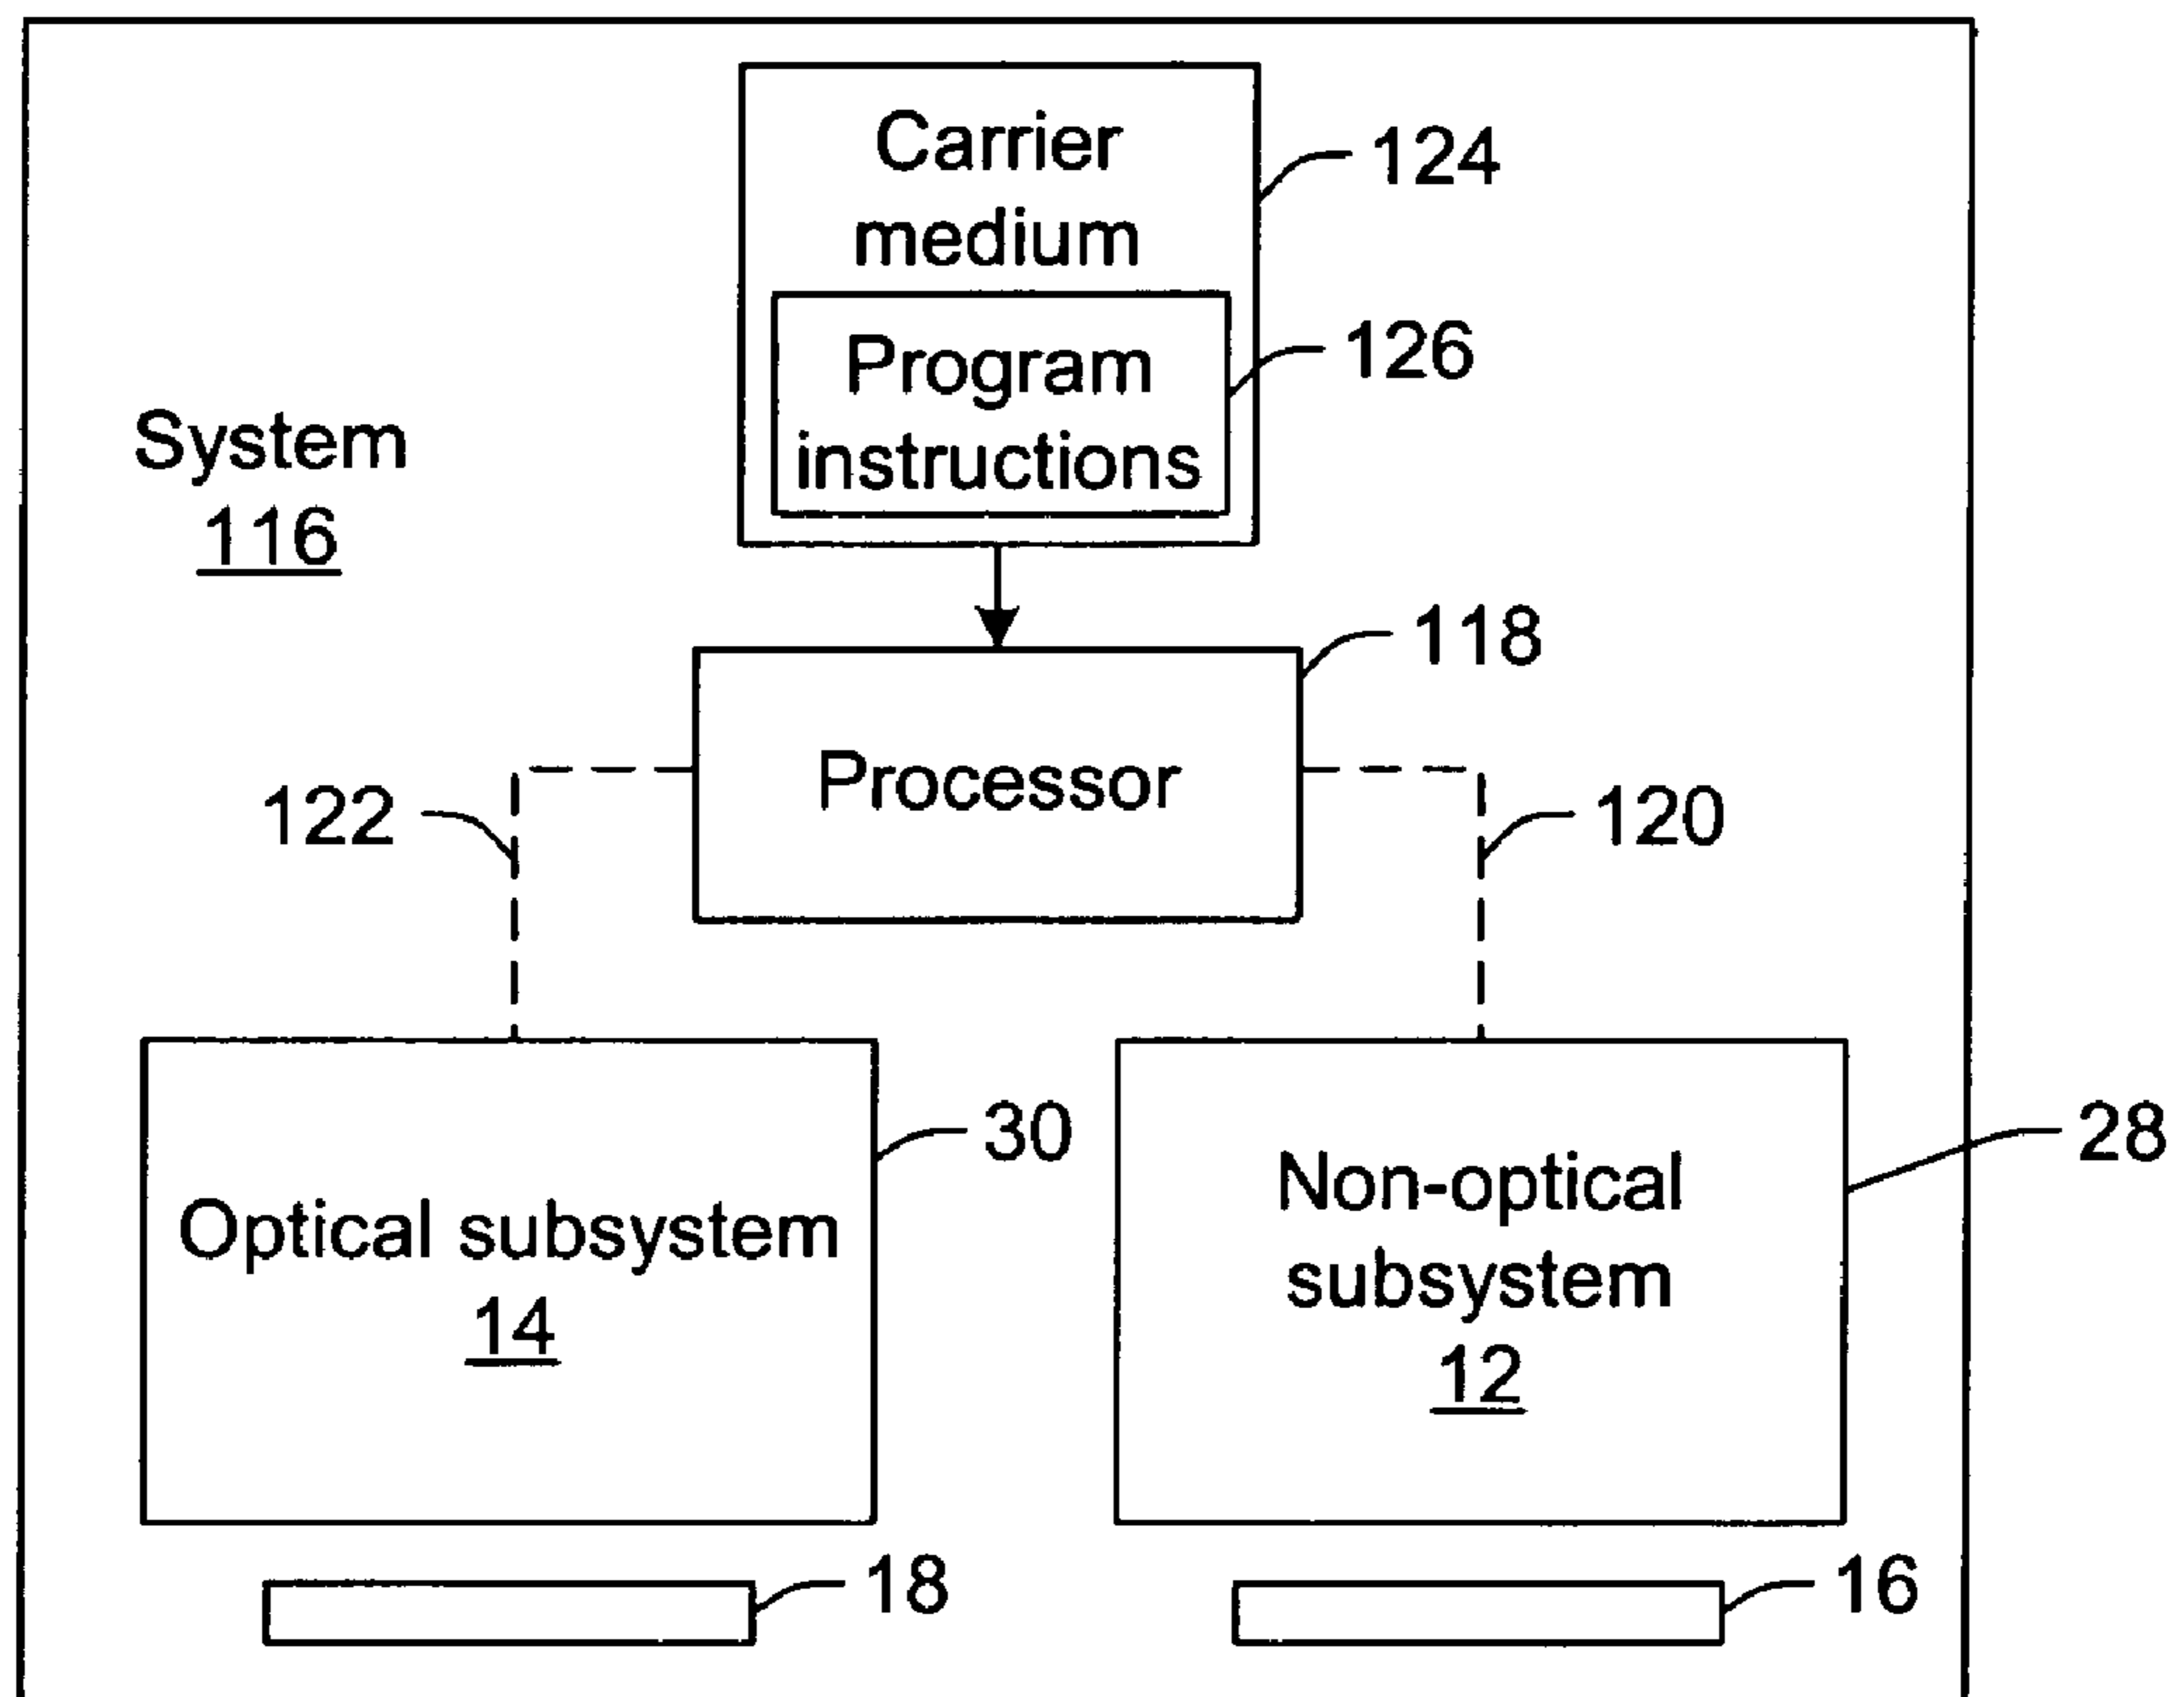 Carrier
medium
124
Program
instructions
126
System
116
118
Processor
122
120
Optical subsystem
14
30
Non-optical
subsystem
12
28
18
16